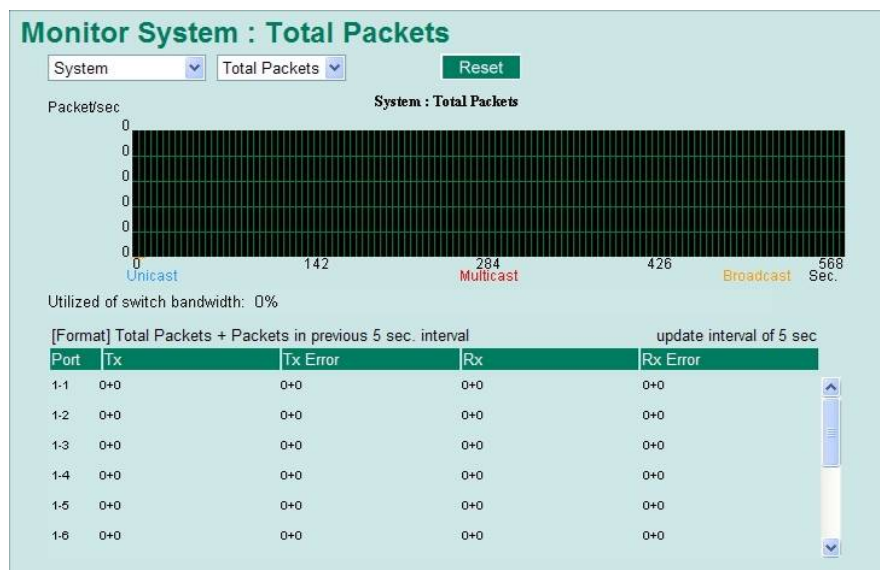 Monitor System : Total Packets
System Total Packets Reset
Packet/sec System : Total Packets
0
0
0
0
0
0
0 142 284 426 568
Unicast Multicast Broadcast Sec.
Utilized of switch bandwidth: 0%
[Format] Total Packets + Packets in previous 5 sec. interval update interval of 5 sec
Port Tx Tx Error Rx Rx Error
1-1 0+0 0+0 0+0 0+0
1-2 0+0 0+0 0+0 0+0
1-3 0+0 0+0 0+0 0+0
1-4 0+0 0+0 0+0 0+0
1-5 0+0 0+0 0+0 0+0
1-6 0+0 0+0 0+0 0+0